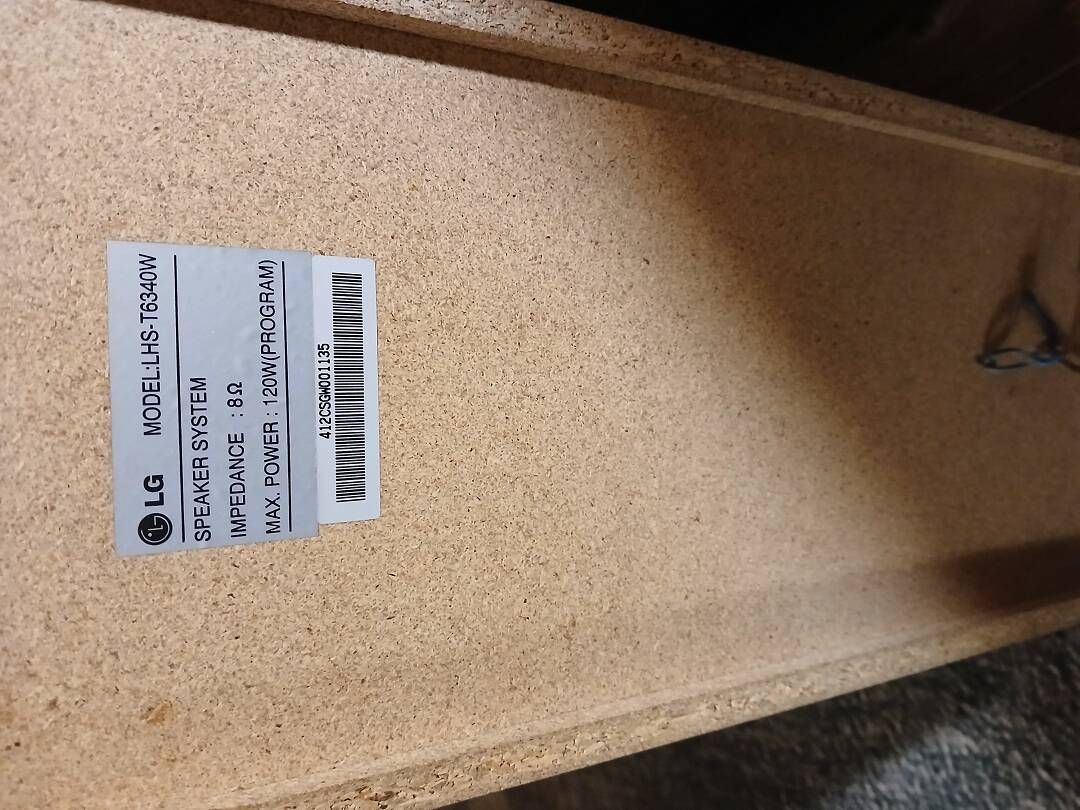 LG MODEL:LHS-T6340W
SPEAKER SYSTEM
IMPEDANCE : 8Ω
MAX. POWER : 120W(PROGRAM)
412CSGW001135